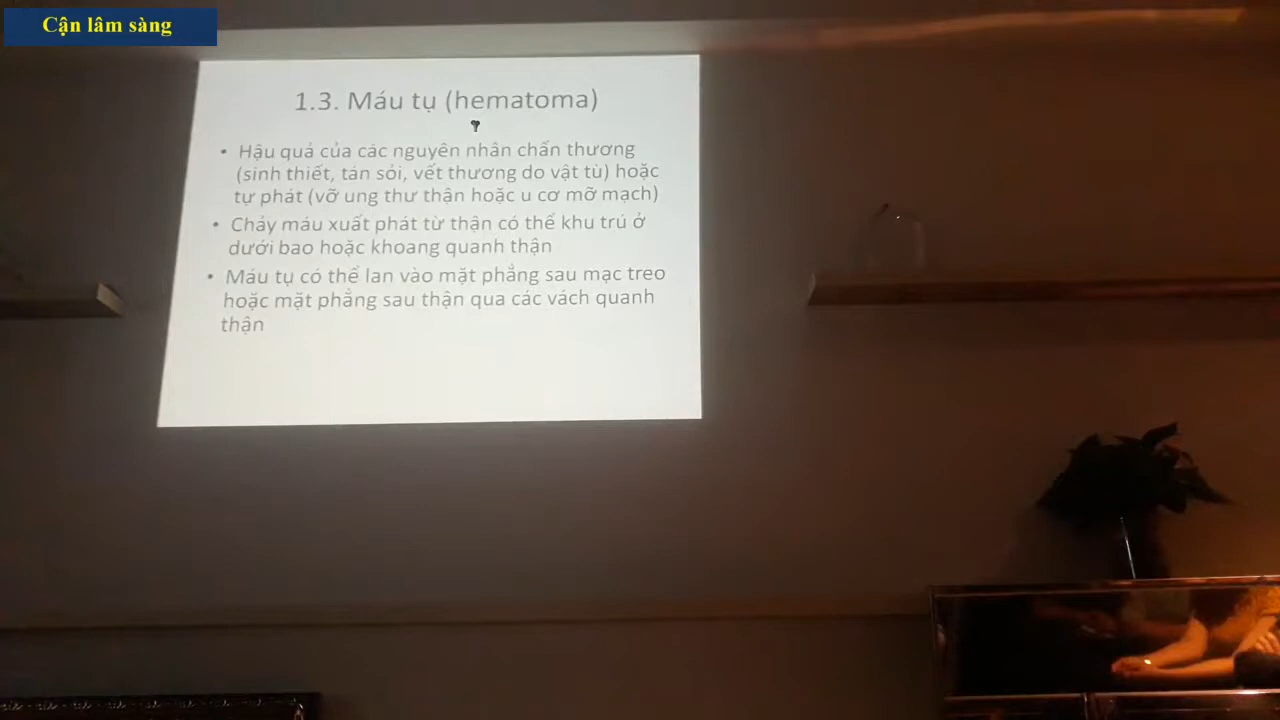 Cận lâm sàng
1.3. Máu tụ (hematoma)
• Hậu quả của các nguyên nhân chấn thương
(sinh thiết, tán sỏi, vết thương do vật tù) hoặc
tự phát (vỡ ung thư thận hoặc u cơ mỡ mạch)
• Chảy máu xuất phát từ thận có thể khu trú ở
dưới bao hoặc khoang quanh thận
• Máu tụ có thể lan vào mặt phẳng sau mạc treo
hoặc mặt phẳng sau thận qua các vách quanh
thận